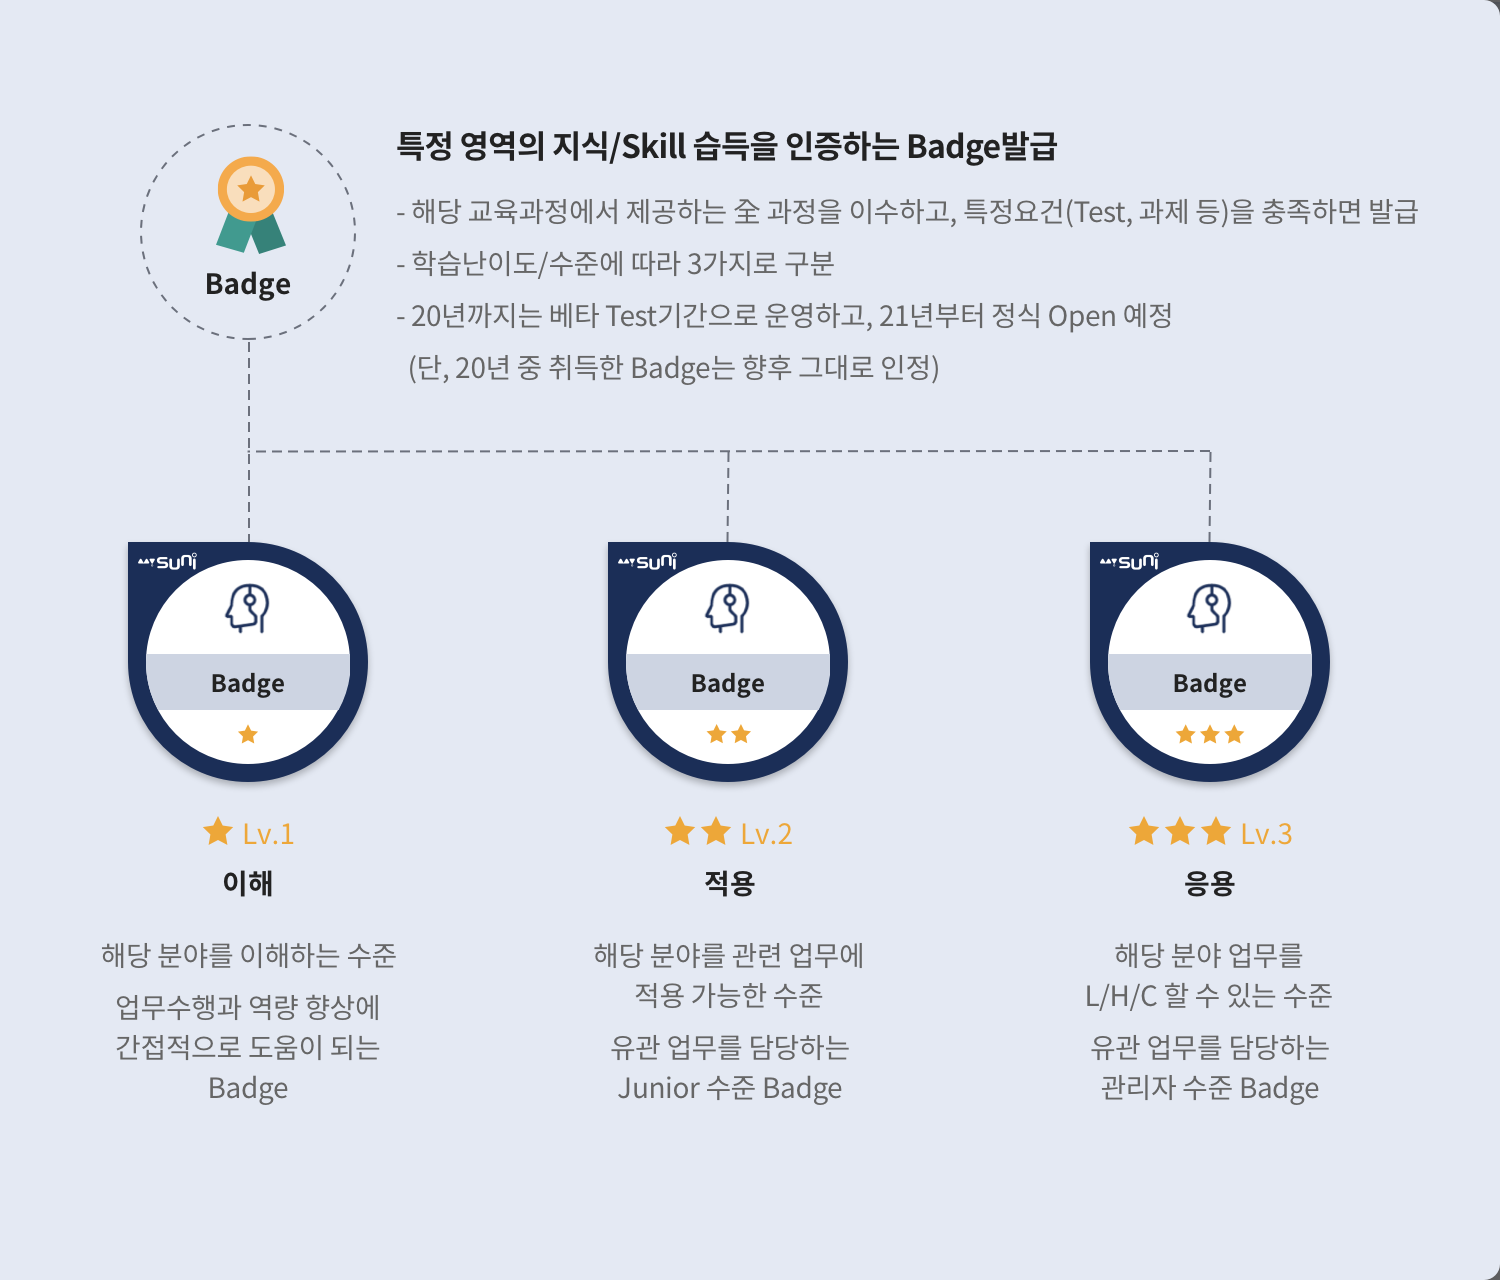 특정 영역의 지식/Skill 습득을 인증하는 Badge발급
- 해당 교육과정에서 제공하는 全 과정을 이수하고, 특정요건(Test, 과제 등)을 충족하면 발급
- 학습난이도/수준에 따라 3가지로 구분
- 20년까지는 베타 Test기간으로 운영하고, 21년부터 정식 Open 예정
(단, 20년 중 취득한 Badge는 향후 그대로 인정)
Badge
suni
Badge
Lv.1
이해
해당 분야를 이해하는 수준
업무수행과 역량 향상에
간접적으로 도움이 되는
Badge
suni
Badge
Lv.2
적용
해당 분야를 관련 업무에
적용 가능한 수준
유관 업무를 담당하는
Junior 수준 Badge
suni
Badge
Lv.3
응용
해당 분야 업무를
L/H/C 할 수 있는 수준
유관 업무를 담당하는
관리자 수준 Badge